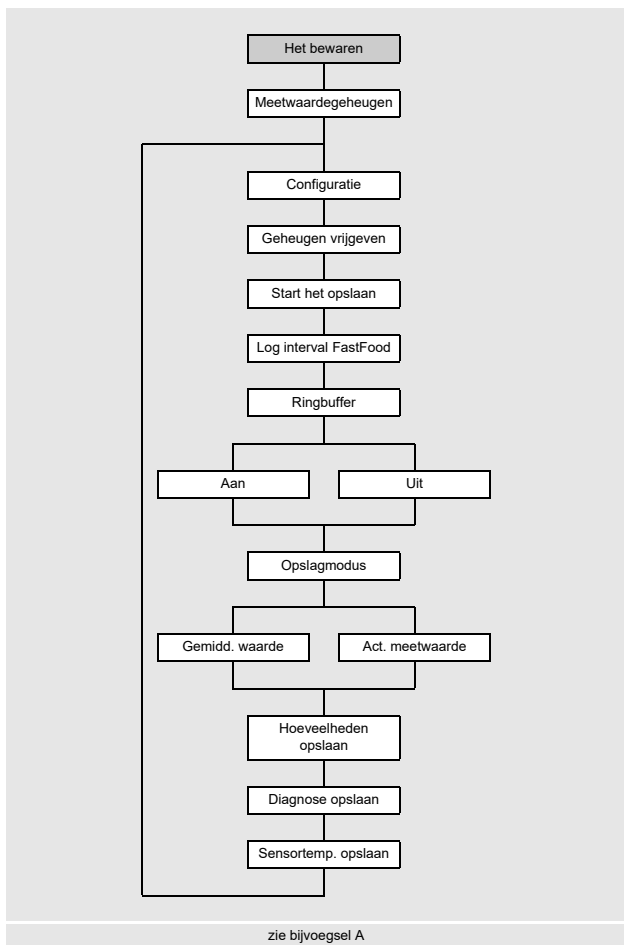 Het bewaren
Meetwaardegeheugen
Configuratie
Geheugen vrijgeven
Start het opslaan
Log interval FastFood
Ringbuffer
Aan
Uit
Opslagmodus
Gemidd. waarde
Act. meetwaarde
Hoeveelheden
opslaan
Diagnose opslaan
Sensortemp. opslaan
zie bijvoegsel A